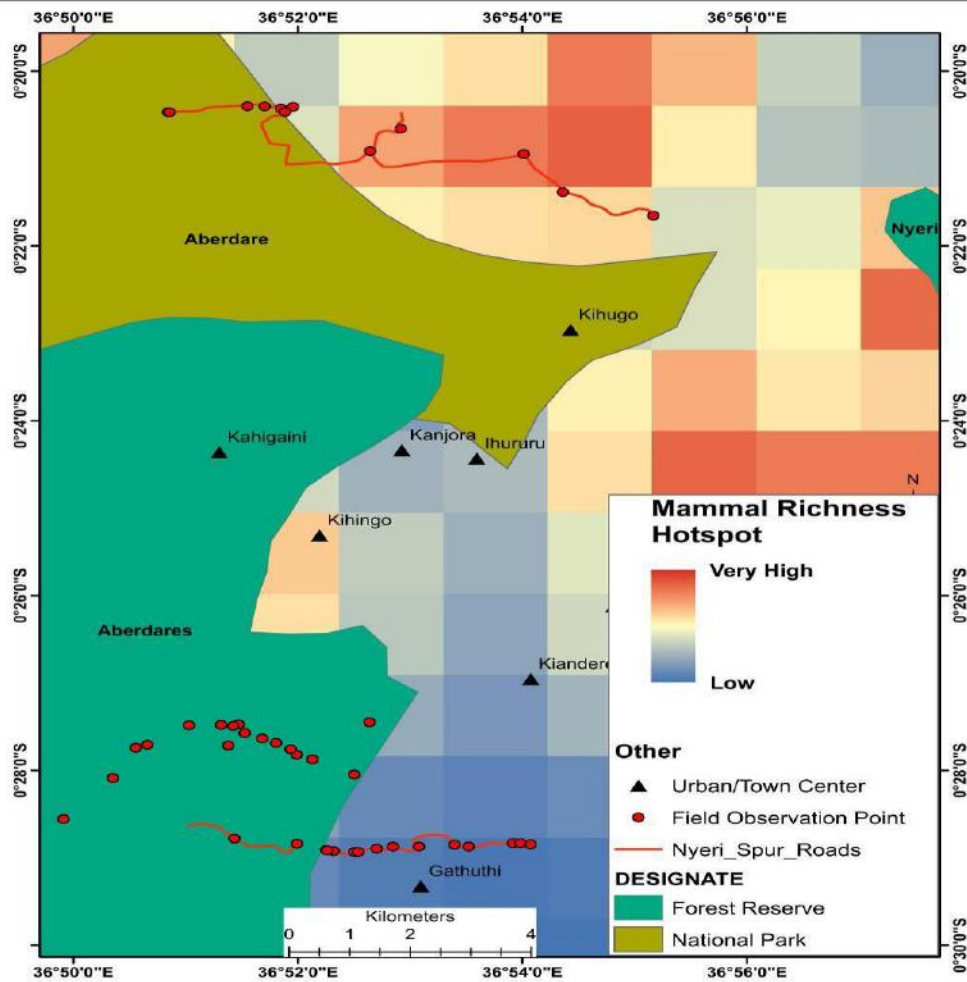 36°50'0"E 36°52'0"E 36°54'0"E 36°56'0"E
0°20'0"S 0°20'0"S
0°22'0"S 0°22'0"S
0°24'0"S 0°24'0"S
0°26'0"S 0°26'0"S
0°28'0"S 0°28'0"S
0°30'0"S
Aberdare
Nyeri
Kihugo
Kahigaini
Kanjora
Ihururu
Kihingo
Aberdares
Kiandere
Gathuthi
N
Mammal Richness
Hotspot
Very High
Low
Other
Urban/Town Center
Field Observation Point
Nyeri_Spur_Roads
DESIGNATE
Forest Reserve
National Park
Kilometers
0 1 2 4
36°50'0"E 36°52'0"E 36°54'0"E 36°56'0"E